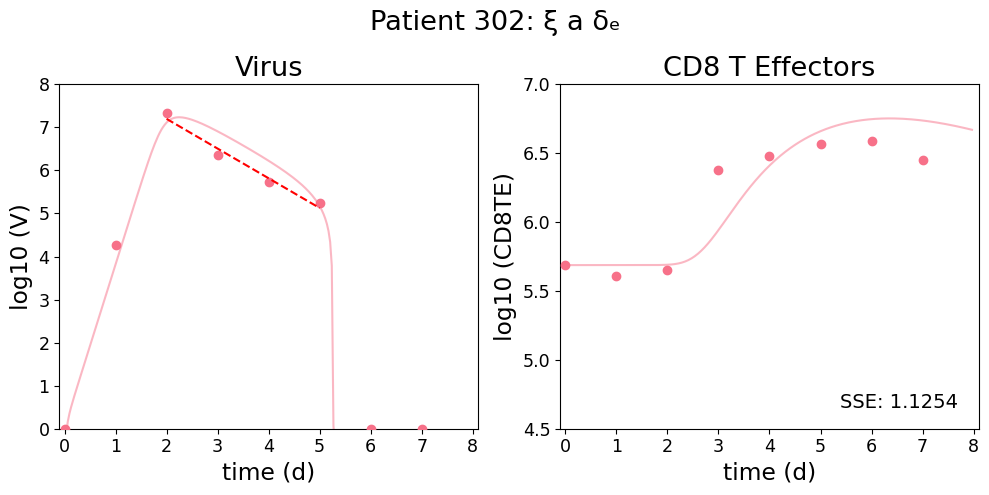 Patient 302: ξ a δₑ
Virus
log10 (V)
8
7
6
5
4
3
2
1
0
0 1 2 3 4 5 6 7 8
time (d)
CD8 T Effectors
log10 (CD8TE)
7.0
6.5
6.0
5.5
5.0
4.5
SSE: 1.1254
0 1 2 3 4 5 6 7 8
time (d)